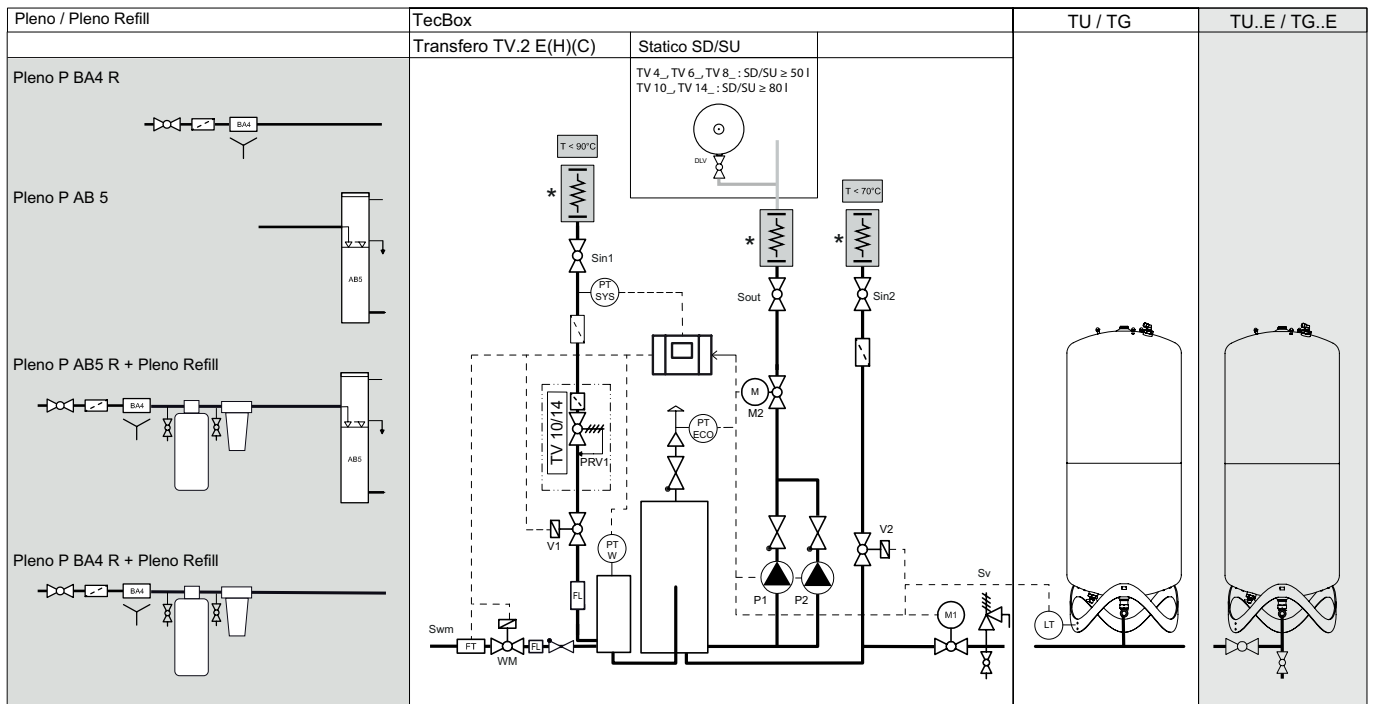 Pleno / Pleno Refill
TecBox
TU / TG
TU..E / TG..E
Transfero TV.2 E(H)(C)
Statico SD/SU
Pleno P BA4 R
BA4
Pleno P AB 5
AB5
Pleno P AB5 R + Pleno Refill
BA4
AB5
Pleno P BA4 R + Pleno Refill
BA4
TV 4_, TV 6_, TV 8_ : SD/SU ≥ 50 l
TV 10_, TV 14_ : SD/SU ≥ 80 l
DLV
T < 90°C
T < 70°C
*
*
*
Sin1
Sout
Sin2
PT
SYS
M
M2
PT
ECO
TV 10/14
PRV1
V1
PT
W
V2
FL
P1
P2
Sv
M1
LT
Swm
FT
WM
FL